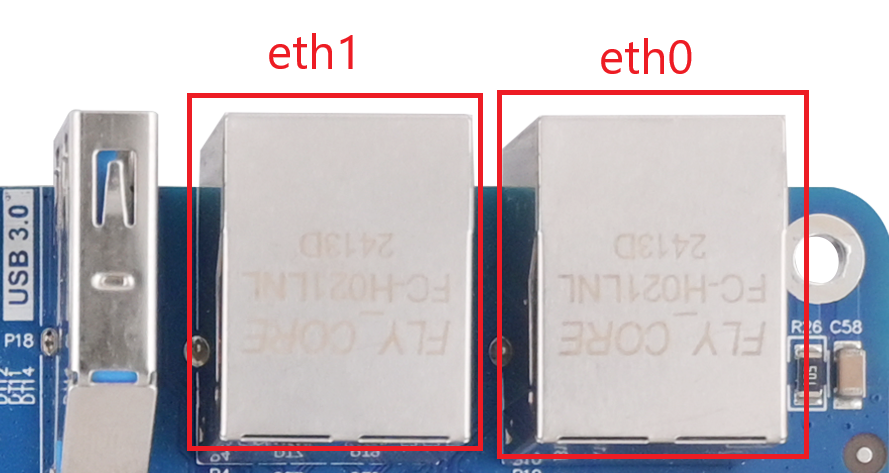 eth1
eth0
USB 3.0
2413D
FC-H021LNL
FLY_CORE
2413D
FC-H021LNL
FLY_CORE
P18
R26 C58